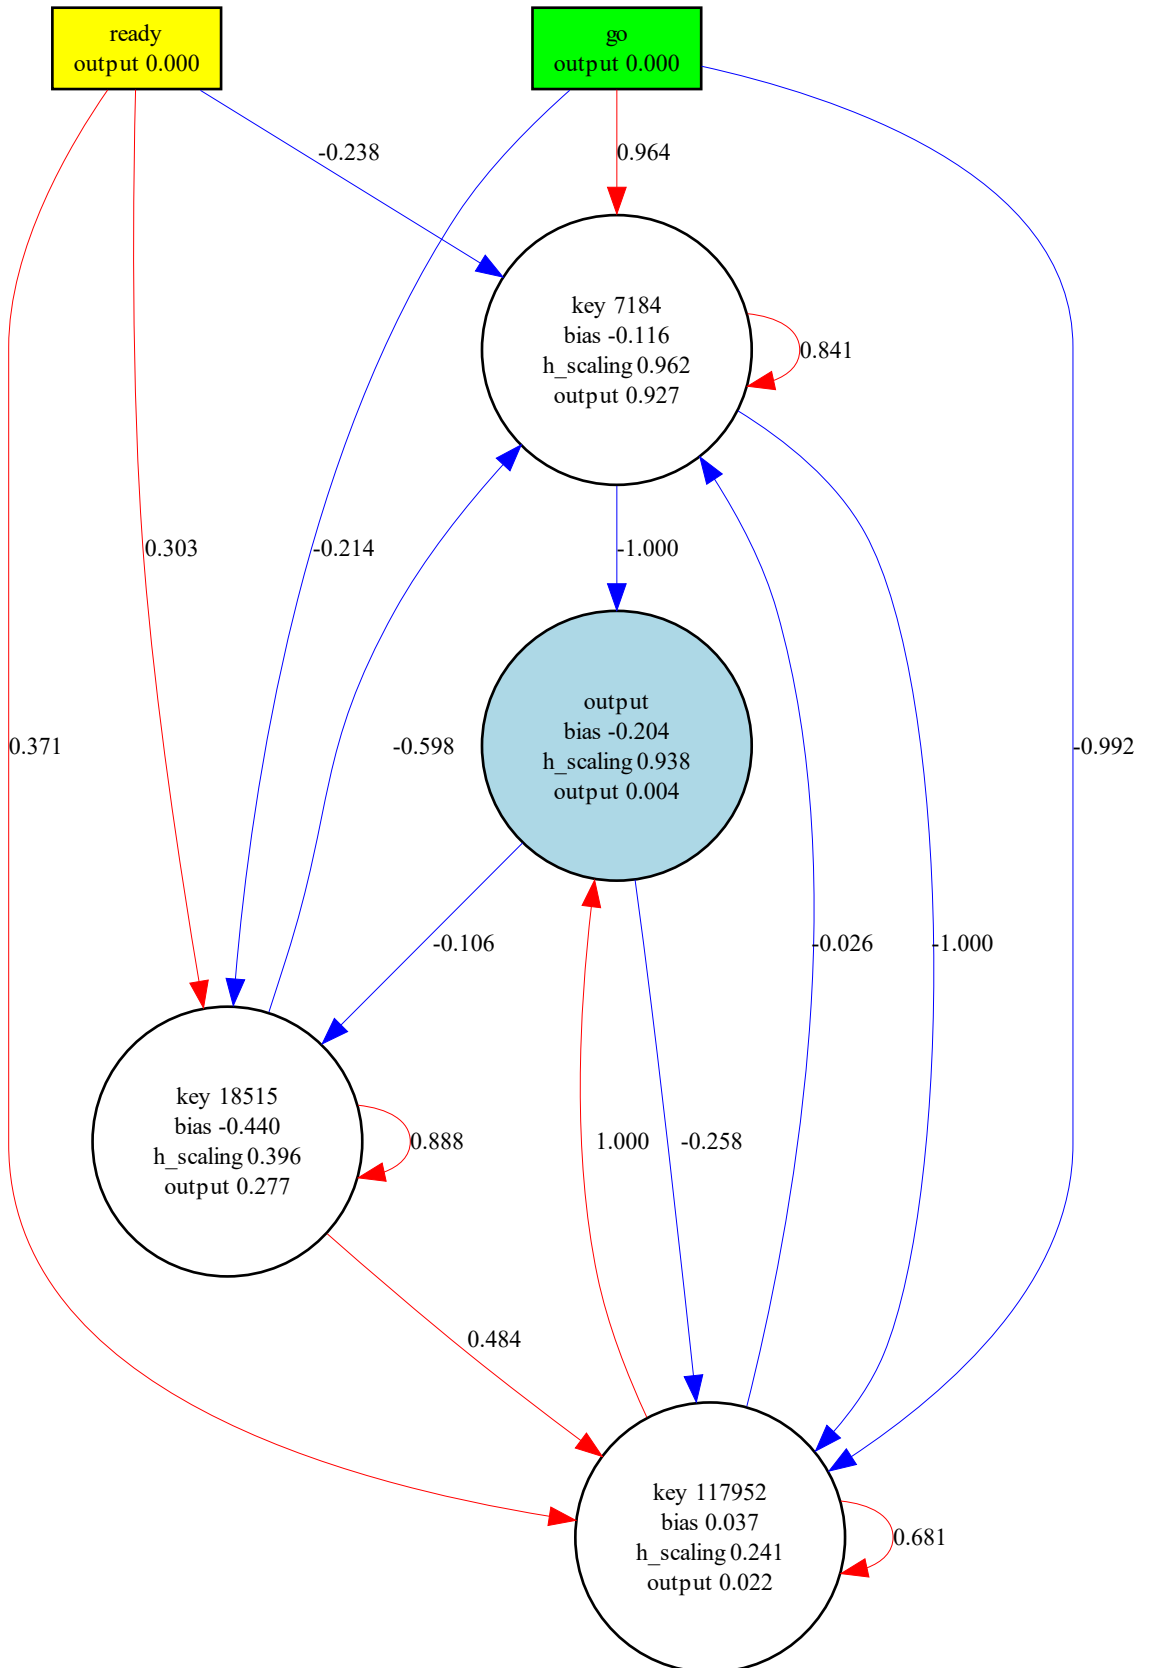 ready
output 0.000
go
output 0.000
-0.238
0.964
key 7184
bias -0.116
h_scaling 0.962
output 0.927
0.841
0.303
-0.214
-1.000
output
bias -0.204
h_scaling 0.938
output 0.004
0.371
-0.598
-0.992
-0.106
-0.026
-1.000
key 18515
bias -0.440
h_scaling 0.396
output 0.277
0.888
1.000
-0.258
0.484
key 117952
bias 0.037
h_scaling 0.241
output 0.022
0.681